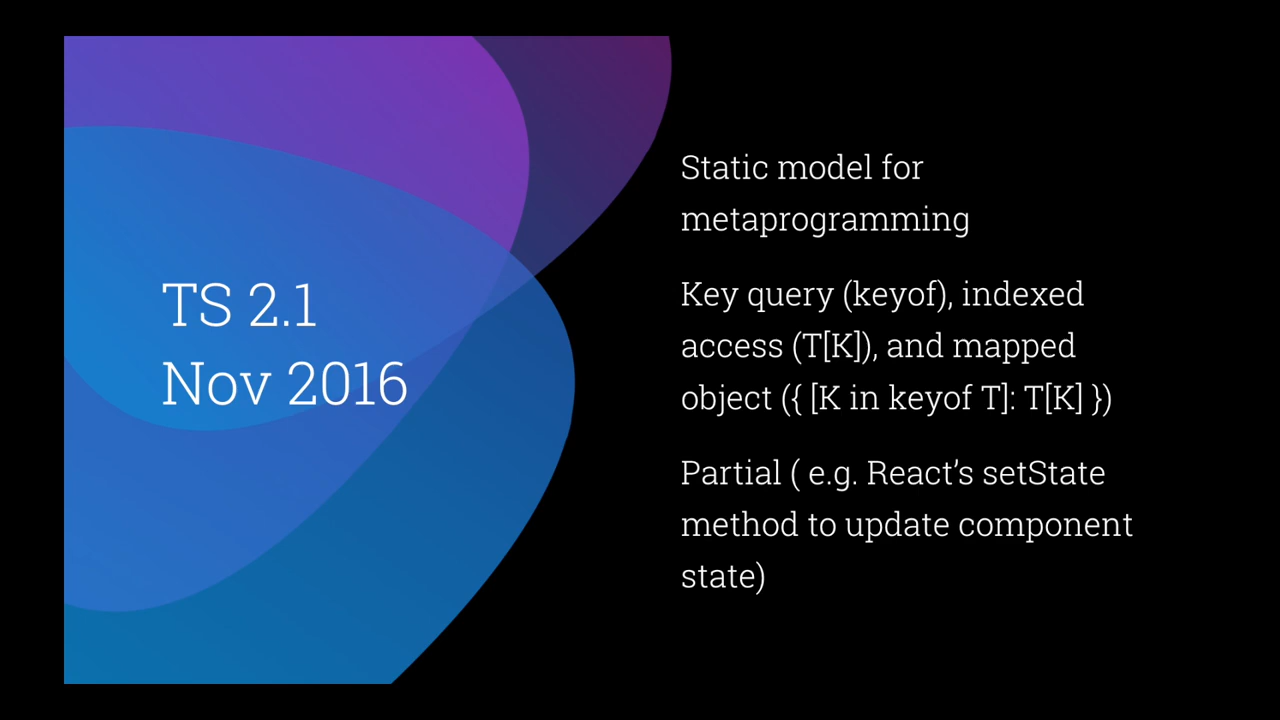 TS 2.1
Nov 2016
Static model for
metaprogramming
Key query (keyof), indexed
access (T[K]), and mapped
object ({ [K in keyof T]: T[K] })
Partial ( e.g. React’s setState
method to update component
state)